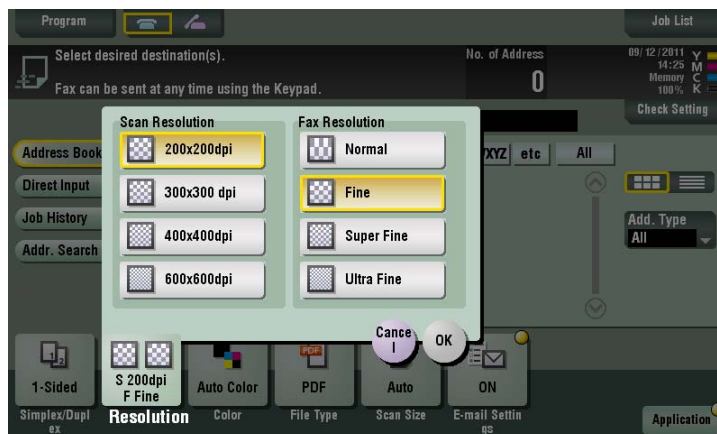 Program
Job List
Select desired destination(s).
Fax can be sent at any time using the Keypad.
No. of Address
0
09/12/2011
14:25
Memory
100%
Y
M
C
K
Check Setting
Scan Resolution
Fax Resolution
200x200dpi
Normal
300x300 dpi
Fine
400x400dpi
Super Fine
600x600dpi
Ultra Fine
Cance
l
OK
Address Book
Direct Input
Job History
Addr. Search
XYZ
etc
All
Add. Type
All
1-Sided
S 200dpi
F Fine
Auto Color
PDF
PDF
Auto
ON
Simplex/Dupl
ex
Resolution
Color
File Type
Scan Size
E-mail Settin
gs
Application